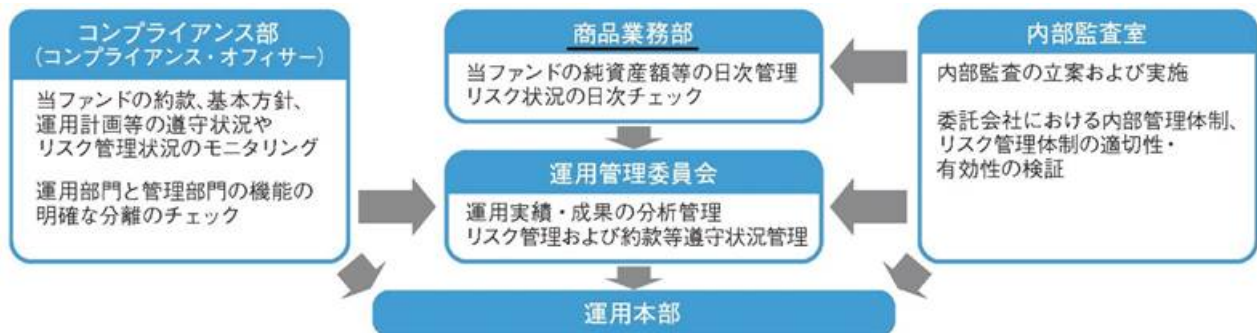 コンプライアンス部
（コンプライアンス・オフィサー）
当ファンドの約款、基本方針、
運用計画等の遵守状況や
リスク管理状況のモニタリング
運用部門と管理部門の機能の
明確な分離のチェック
商品業務部
当ファンドの純資産額等の日次管理
リスク状況の日次チェック
運用管理委員会
運用実績・成果の分析管理
リスク管理および約款等遵守状況管理
内部監査室
内部監査の立案および実施
委託会社における内部管理体制、
リスク管理体制の適切性・
有効性の検証
運用本部